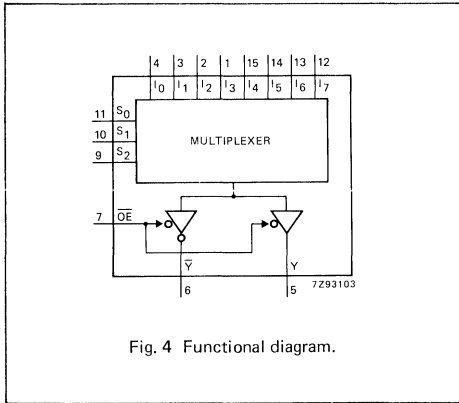 4 3 2 1 15 14 13 12
I0 I1 I2 I3 I4 I5 I6 I7
11 S0
10 S1
9 S2
MULTIPLEXER
7 O̅E̅
Y̅ Y
6 5
7Z93103
Fig. 4 Functional diagram.